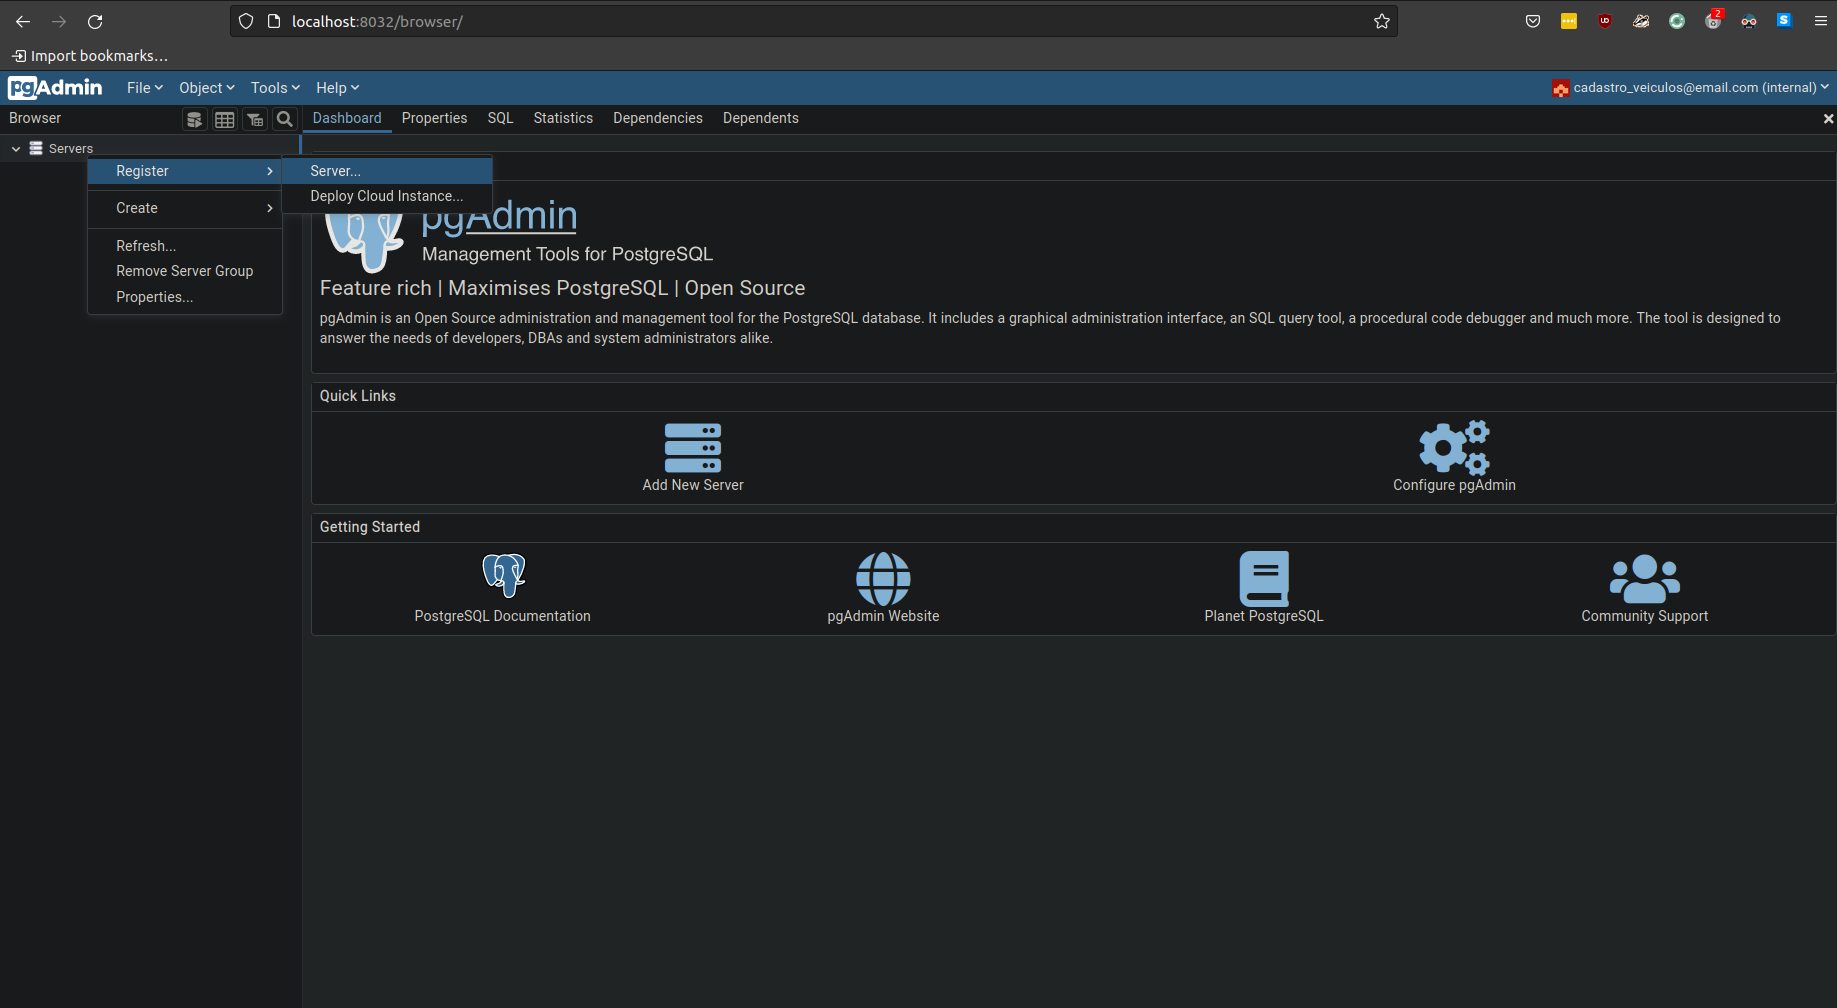 localhost:8032/browser/
2
Import bookmarks…
pgAdmin File Object Tools Help cadastro_veiculos@email.com (internal)
Browser Dashboard Properties SQL Statistics Dependencies Dependents
Servers
Register Server...
Deploy Cloud Instance...
Create
Refresh...
Remove Server Group
Properties...
pgAdmin
Management Tools for PostgreSQL
Feature rich | Maximises PostgreSQL | Open Source
pgAdmin is an Open Source administration and management tool for the PostgreSQL database. It includes a graphical administration interface, an SQL query tool, a procedural code debugger and much more. The tool is designed to
answer the needs of developers, DBAs and system administrators alike.
Quick Links
Add New Server Configure pgAdmin
Getting Started
PostgreSQL Documentation pgAdmin Website Planet PostgreSQL Community Support